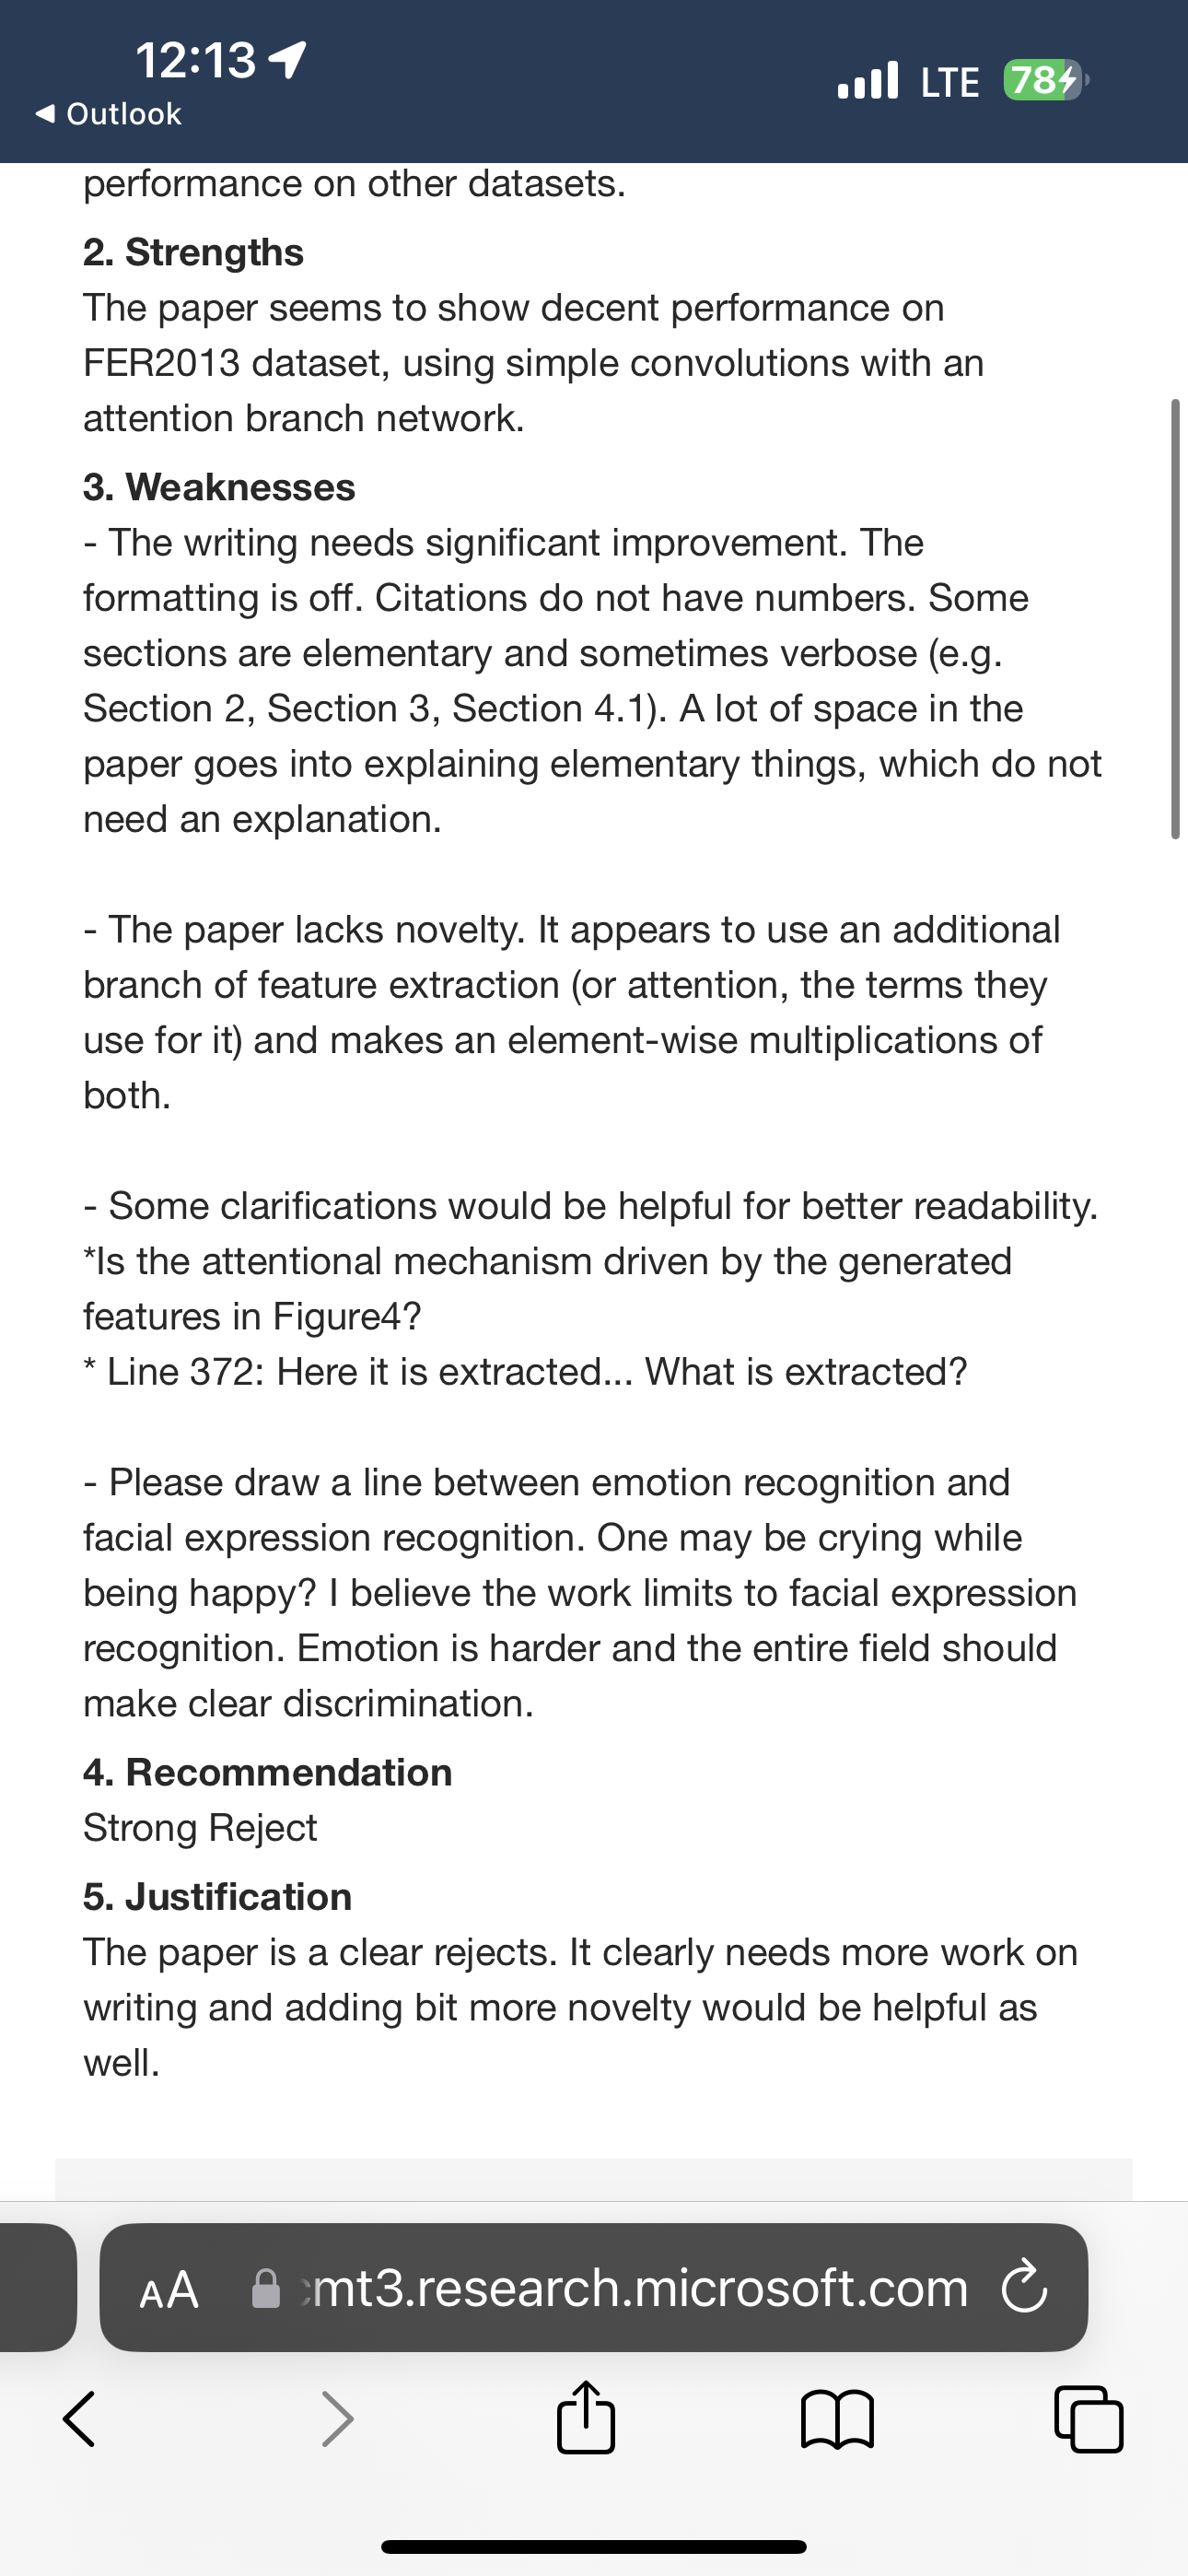 12:13
LTE
78
Outlook
performance on other datasets.
2. Strengths
The paper seems to show decent performance on
FER2013 dataset, using simple convolutions with an
attention branch network.
3. Weaknesses
- The writing needs significant improvement. The
formatting is off. Citations do not have numbers. Some
sections are elementary and sometimes verbose (e.g.
Section 2, Section 3, Section 4.1). A lot of space in the
paper goes into explaining elementary things, which do not
need an explanation.
- The paper lacks novelty. It appears to use an additional
branch of feature extraction (or attention, the terms they
use for it) and makes an element-wise multiplications of
both.
- Some clarifications would be helpful for better readability.
*Is the attentional mechanism driven by the generated
features in Figure4?
* Line 372: Here it is extracted... What is extracted?
- Please draw a line between emotion recognition and
facial expression recognition. One may be crying while
being happy? I believe the work limits to facial expression
recognition. Emotion is harder and the entire field should
make clear discrimination.
4. Recommendation
Strong Reject
5. Justification
The paper is a clear rejects. It clearly needs more work on
writing and adding bit more novelty would be helpful as
well.
AA cmt3.research.microsoft.com